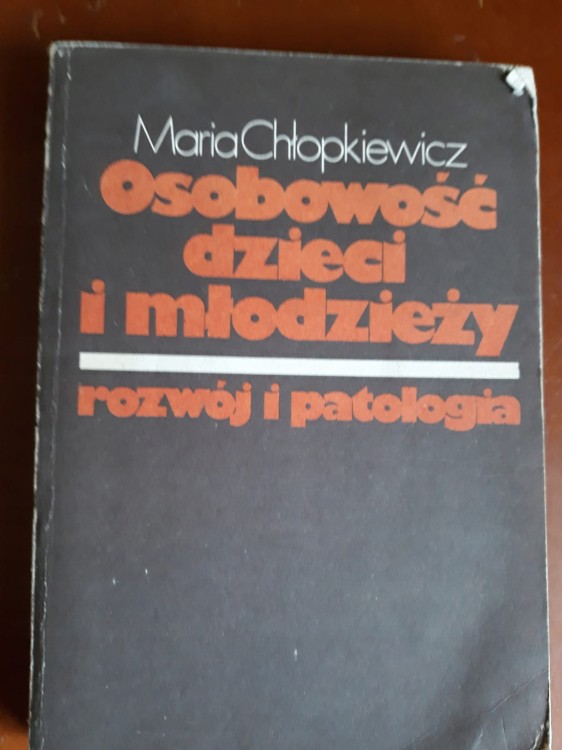 Maria Chłopkiewicz
Osobowość
dzieci
i młodzieży
rozwój i patologia